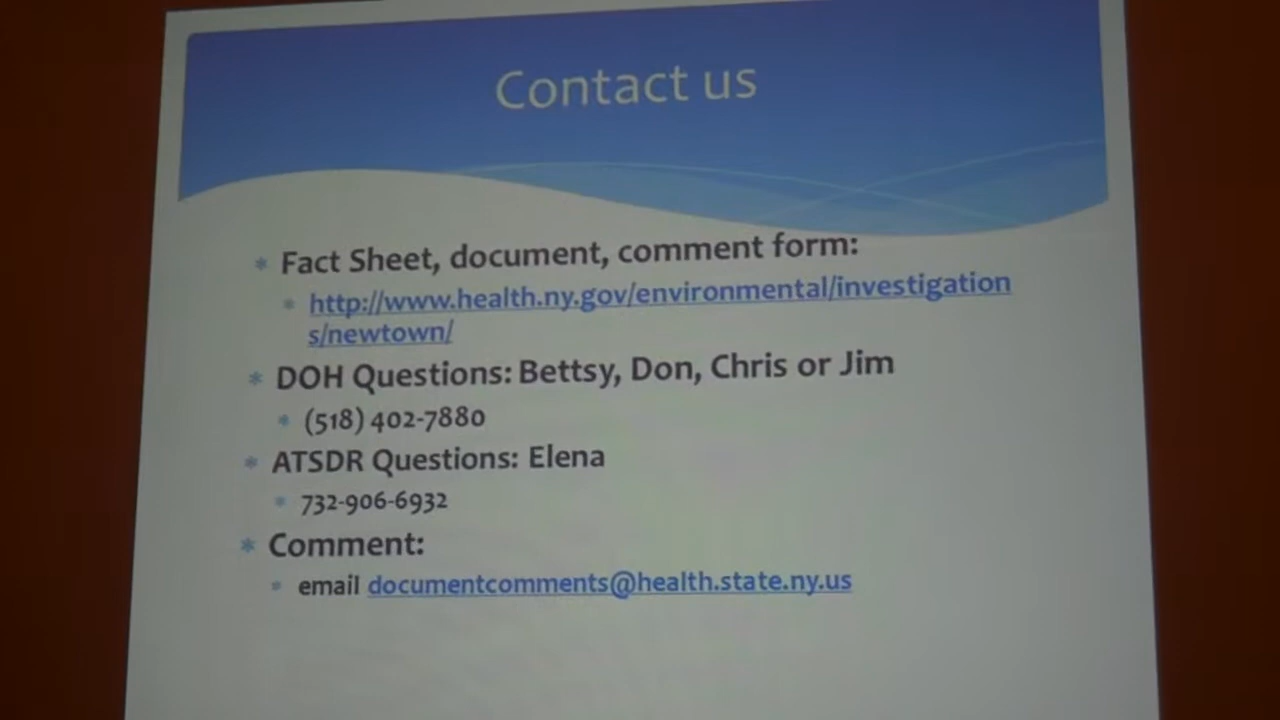 Contact us
Fact Sheet, document, comment form:
http://www.health.ny.gov/environmental/investigation
s/newtown/
DOH Questions: Bettsy, Don, Chris or Jim
(518) 402-7880
ATSDR Questions: Elena
732-906-6932
Comment:
email documentcomments@health.state.ny.us